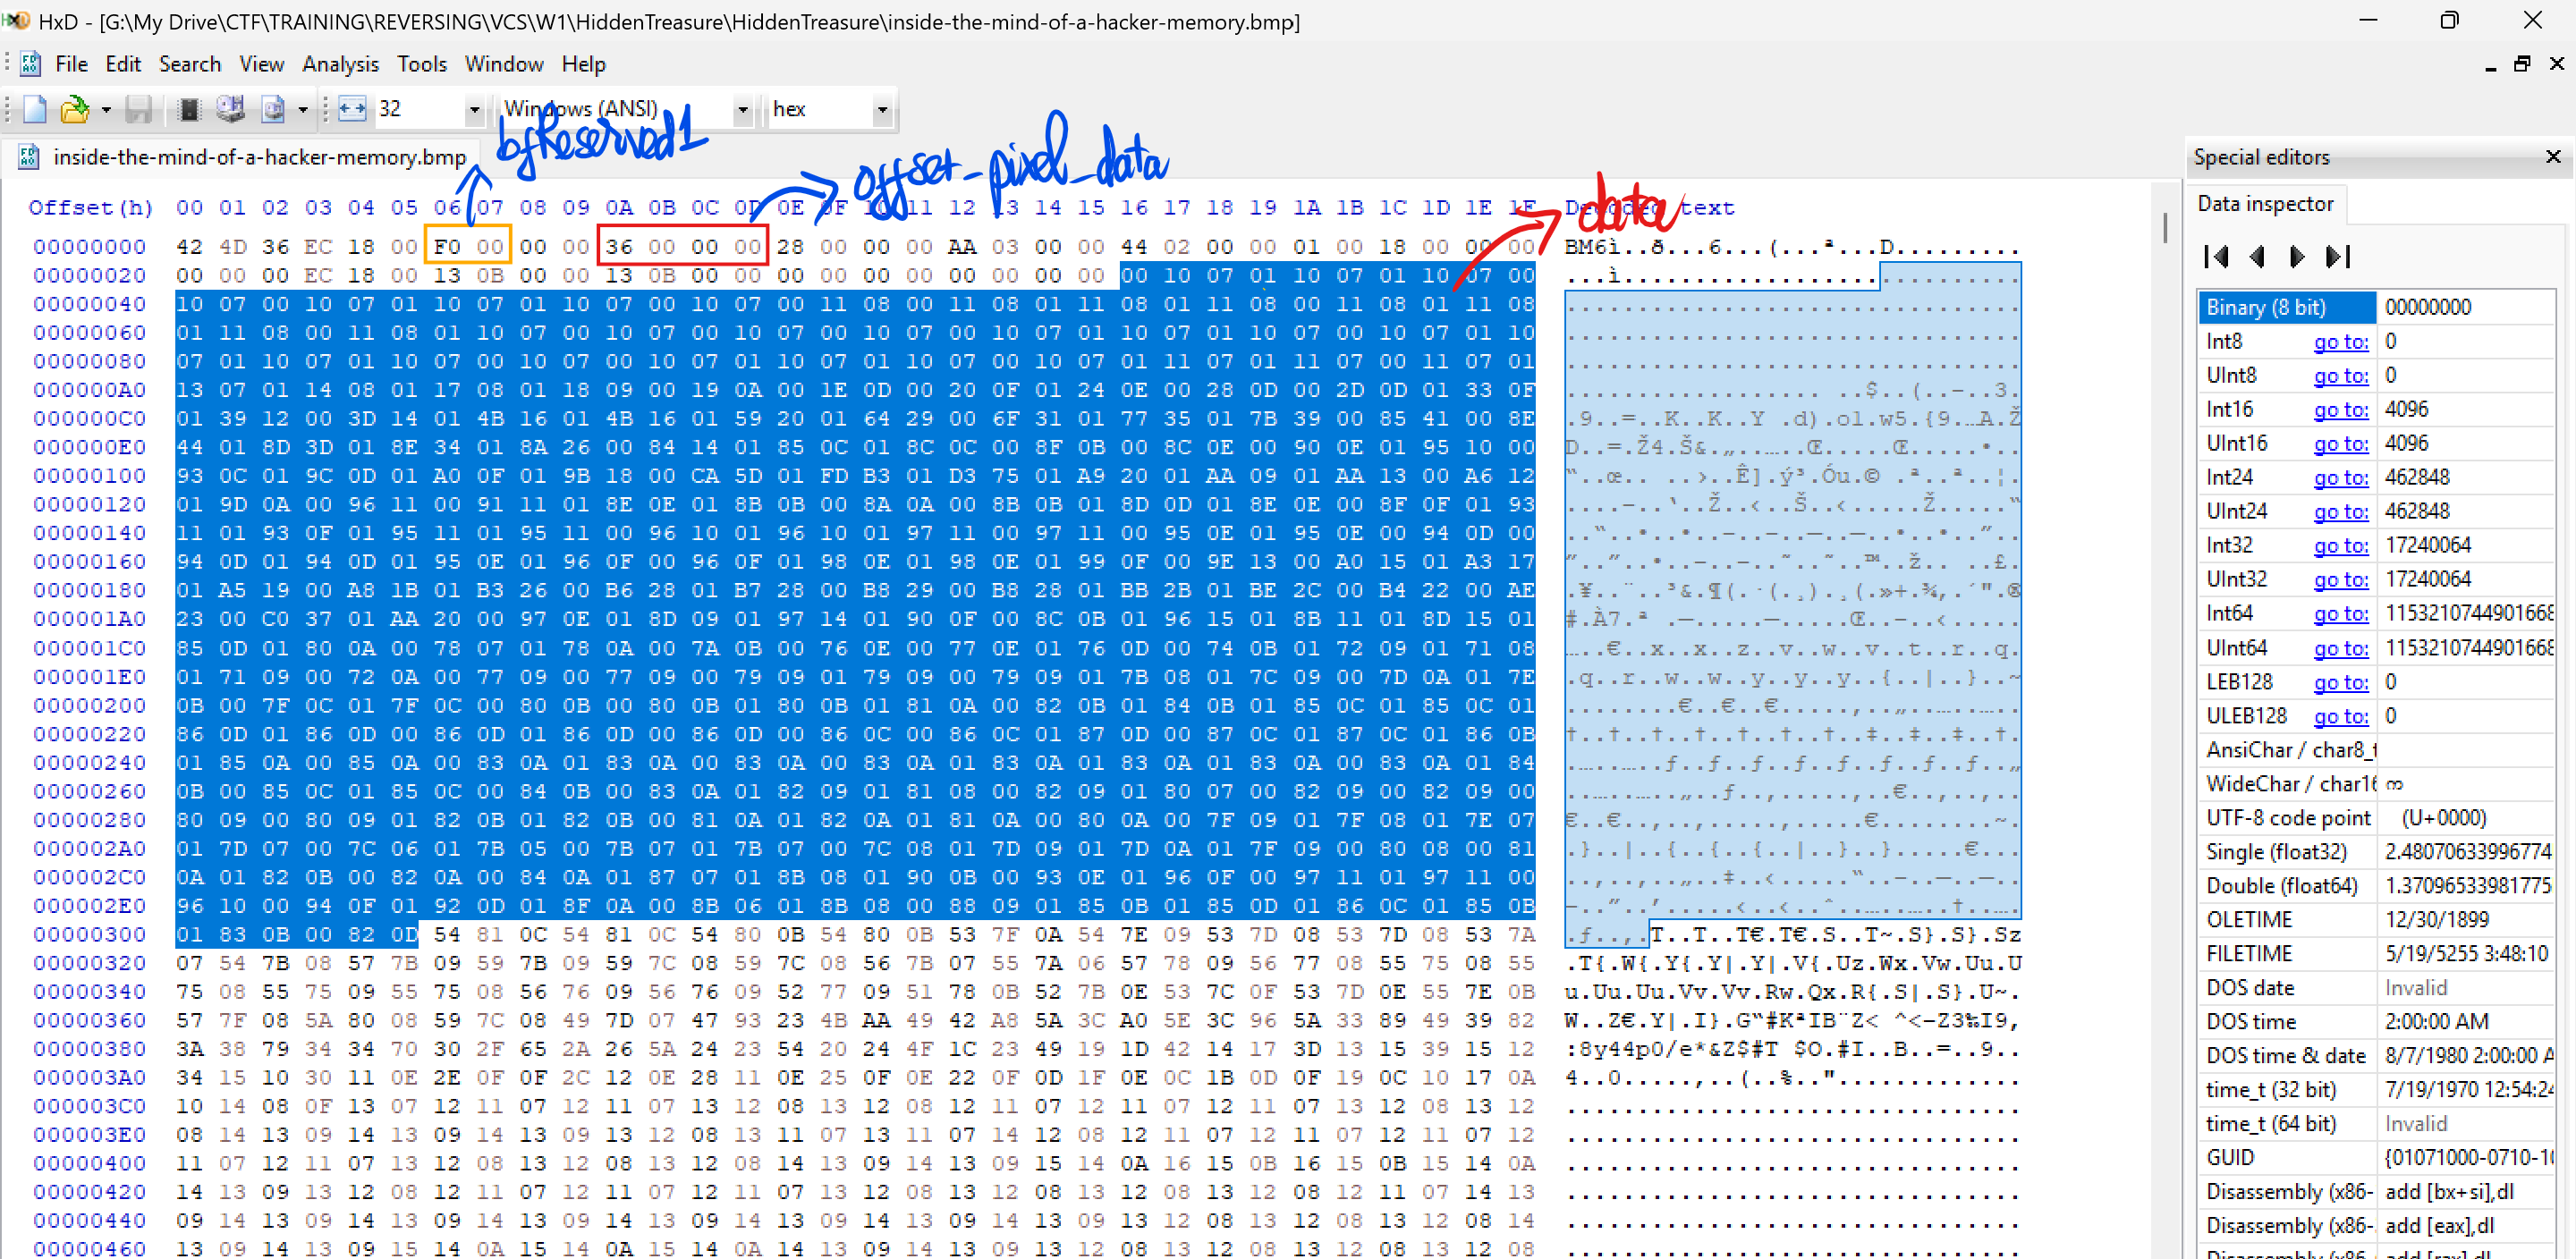 HxD - [G:\My Drive\CTF\TRAINING\REVERSING\VCS\W1\HiddenTreasure\HiddenTreasure\inside-the-mind-of-a-hacker-memory.bmp]
File Edit Search View Analysis Tools Window Help
32 Windows (ANSI) hex
bfReserved1
inside-the-mind-of-a-hacker-memory.bmp
offset_pixel_data
data
Special editors
Data inspector
Offset(h) 00 01 02 03 04 05 06 07 08 09 0A 0B 0C 0D 0E 0F 10 11 12 13 14 15 16 17 18 19 1A 1B 1C 1D 1E 1F Decoded text
00000000 42 4D 36 EC 18 00 F0 00 00 00 36 00 00 00 28 00 00 00 AA 03 00 00 44 02 00 00 01 00 18 00 00 00 BM6ì..ð...6...(...ª...D.........
00000020 00 00 00 EC 18 00 13 0B 00 00 13 0B 00 00 00 00 00 00 00 00 00 00 00 10 07 01 10 07 01 10 07 00
00000040 10 07 00 10 07 01 10 07 01 10 07 00 10 07 00 11 08 00 11 08 01 11 08 01 11 08 00 11 08 01 11 08
00000060 01 11 08 00 11 08 01 10 07 00 10 07 00 10 07 00 10 07 00 10 07 01 10 07 01 10 07 00 10 07 01 10
00000080 07 01 10 07 01 10 07 00 10 07 00 10 07 01 10 07 01 10 07 00 10 07 01 11 07 01 11 07 00 11 07 01
000000A0 13 07 01 14 08 01 17 08 01 18 09 00 19 0A 00 1E 0D 00 20 0F 01 24 0E 00 28 0D 00 2D 0D 01 33 0F
000000C0 01 39 12 00 3D 14 01 4B 16 01 4B 16 01 59 20 01 64 29 00 6F 31 01 77 35 01 7B 39 00 85 41 00 8E
000000E0 44 01 8D 3D 01 8E 34 01 8A 26 00 84 14 01 85 0C 01 8C 0C 00 8F 0B 00 8C 0E 00 90 0E 01 95 10 00
00000100 93 0C 01 9C 0D 01 A0 0F 01 9B 18 00 CA 5D 01 FD B3 01 D3 75 01 A9 20 01 AA 09 01 AA 13 00 A6 12
00000120 01 9D 0A 00 96 11 00 91 11 01 8E 0E 01 8B 0B 00 8A 0A 00 8B 0B 01 8D 0D 01 8E 0E 00 8F 0F 01 93
00000140 11 01 93 0F 01 95 11 01 95 11 00 96 10 01 96 10 01 97 11 00 97 11 00 95 0E 01 95 0E 00 94 0D 00
00000160 94 0D 01 94 0D 01 95 0E 01 96 0F 00 96 0F 01 98 0E 01 98 0E 01 99 0F 00 9E 13 00 A0 15 01 A3 17
00000180 01 A5 19 00 A8 1B 01 B3 26 00 B6 28 01 B7 28 00 B8 29 00 B8 28 01 BB 2B 01 BE 2C 00 B4 22 00 AE
000001A0 23 00 C0 37 01 AA 20 00 97 0E 01 8D 09 01 97 14 01 90 0F 00 8C 0B 01 96 15 01 8B 11 01 8D 15 01
000001C0 85 0D 01 80 0A 00 78 07 01 78 0A 00 7A 0B 00 76 0E 00 77 0E 01 76 0D 00 74 0B 01 72 09 01 71 08
000001E0 01 71 09 00 72 0A 00 77 09 00 77 09 00 79 09 01 79 09 00 79 09 01 7B 08 01 7C 09 00 7D 0A 01 7E
00000200 0B 00 7F 0C 01 7F 0C 00 80 0B 00 80 0B 01 80 0B 01 81 0A 00 82 0B 01 84 0B 01 85 0C 01 85 0C 01
00000220 86 0D 01 86 0D 00 86 0D 01 86 0D 00 86 0D 00 86 0C 00 86 0C 01 87 0D 00 87 0C 01 87 0C 01 86 0B
00000240 01 85 0A 00 85 0A 00 83 0A 01 83 0A 00 83 0A 00 83 0A 01 83 0A 01 83 0A 01 83 0A 00 83 0A 01 84
00000260 0B 00 85 0C 01 85 0C 00 84 0B 00 83 0A 01 82 09 01 81 08 00 82 09 01 80 07 00 82 09 00 82 09 00
00000280 80 09 00 80 09 01 82 0B 01 82 0B 00 81 0A 01 82 0A 01 81 0A 00 80 0A 00 7F 09 01 7F 08 01 7E 07
000002A0 01 7D 07 00 7C 06 01 7B 05 00 7B 07 01 7B 07 00 7C 08 01 7D 09 01 7D 0A 01 7F 09 00 80 08 00 81
000002C0 0A 01 82 0B 00 82 0A 00 84 0A 01 87 07 01 8B 08 01 90 0B 00 93 0E 01 96 0F 00 97 11 01 97 11 00
000002E0 96 10 00 94 0F 01 92 0D 01 8F 0A 00 8B 06 01 8B 08 00 88 09 01 85 0B 01 85 0D 01 86 0C 01 85 0B
00000300 01 83 0B 00 82 0D 54 81 0C 54 81 0C 54 80 0B 54 80 0B 53 7F 0A 54 7E 09 53 7D 08 53 7D 08 53 7A
00000320 07 54 7B 08 57 7B 09 59 7B 09 59 7C 08 59 7C 08 56 7B 07 55 7A 06 57 78 09 56 77 08 55 75 08 55 .T{.W{.Y{.Y|.Y|.V{.Uz.Wx.Vw.Uu.U
00000340 75 08 55 75 09 55 75 08 56 76 09 56 76 09 52 77 09 51 78 0B 52 7B 0E 53 7C 0F 53 7D 0E 55 7E 0B u.Uu.Uu.Vv.Vv.Rw.Qx.R{.S|.S}.U~.
00000360 57 7F 08 5A 80 08 59 7C 08 49 7D 07 47 93 23 4B AA 49 42 A8 5A 3C A0 5E 3C 96 5A 33 89 49 39 82
00000380 3A 38 79 34 34 70 30 2F 65 2A 26 5A 24 23 54 20 24 4F 1C 23 49 19 1D 42 14 17 3D 13 15 39 15 12 :8y44p0/e*&Z$#T $O.#I..B..=..9..
000003A0 34 15 10 30 11 0E 2E 0F 0F 2C 12 0E 28 11 0E 25 0F 0E 22 0F 0D 1F 0E 0C 1B 0D 0F 19 0C 10 17 0A
000003C0 10 14 08 0F 13 07 12 11 07 12 11 07 13 12 08 13 12 08 12 11 07 12 11 07 12 11 07 13 12 08 13 12
000003E0 08 14 13 09 14 13 09 14 13 09 13 12 08 13 11 07 13 11 07 14 12 08 12 11 07 12 11 07 12 11 07 12
00000400 11 07 12 11 07 13 12 08 13 12 08 13 12 08 14 13 09 14 13 09 15 14 0A 16 15 0B 16 15 0B 15 14 0A
00000420 14 13 09 13 12 08 12 11 07 12 11 07 12 11 07 13 12 08 13 12 08 13 12 08 13 12 08 12 11 07 14 13
00000440 09 14 13 09 14 13 09 14 13 09 14 13 09 14 13 09 14 13 09 14 13 09 13 12 08 13 12 08 13 12 08 14
00000460 13 09 14 13 09 15 14 0A 15 14 0A 15 14 0A 14 13 09 14 13 09 14 13 09 13 12 08 13 12 08 13 12 08
Binary (8 bit) 00000000
Int8 go to: 0
UInt8 go to: 0
Int16 go to: 4096
UInt16 go to: 4096
Int24 go to: 462848
UInt24 go to: 462848
Int32 go to: 17240064
UInt32 go to: 17240064
Int64 go to: 1153210744901668
UInt64 go to: 1153210744901668
LEB128 go to: 0
ULEB128 go to: 0
AnsiChar / char8_t
WideChar / char16
UTF-8 code point (U+0000)
Single (float32) 2.48070633996774
Double (float64) 1.37096533981775
OLETIME 12/30/1899
FILETIME 5/19/5255 3:48:10
DOS date Invalid
DOS time 2:00:00 AM
DOS time & date 8/7/1980 2:00:00 A
time_t (32 bit) 7/19/1970 12:54:24
time_t (64 bit) Invalid
GUID {01071000-0710-10
Disassembly (x86- add [bx+si],dl
Disassembly (x86- add [eax],dl